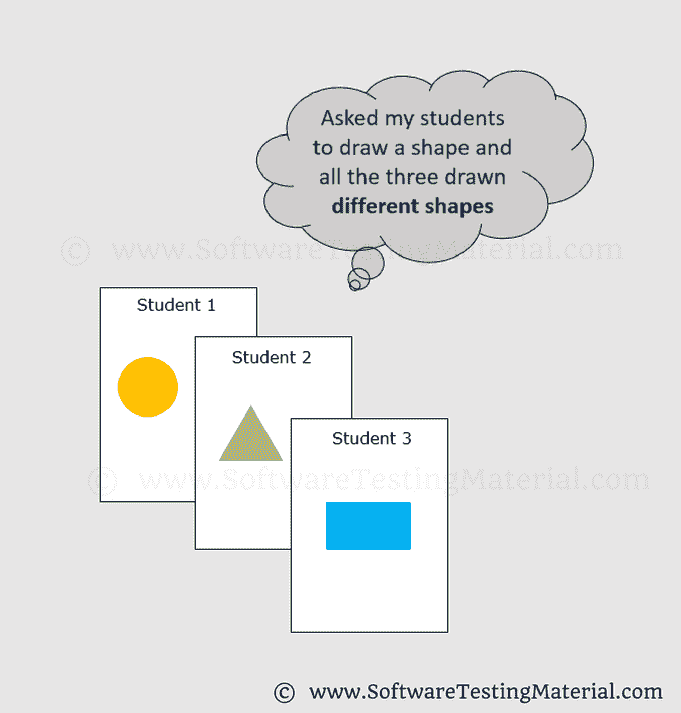 Asked my students
to draw a shape and
all the three drawn
different shapes
© www.SoftwareTestingMaterial.com
Student 1
Student 2
Student 3
© www.SoftwareTestingMaterial.com
© www.SoftwareTestingMaterial.com